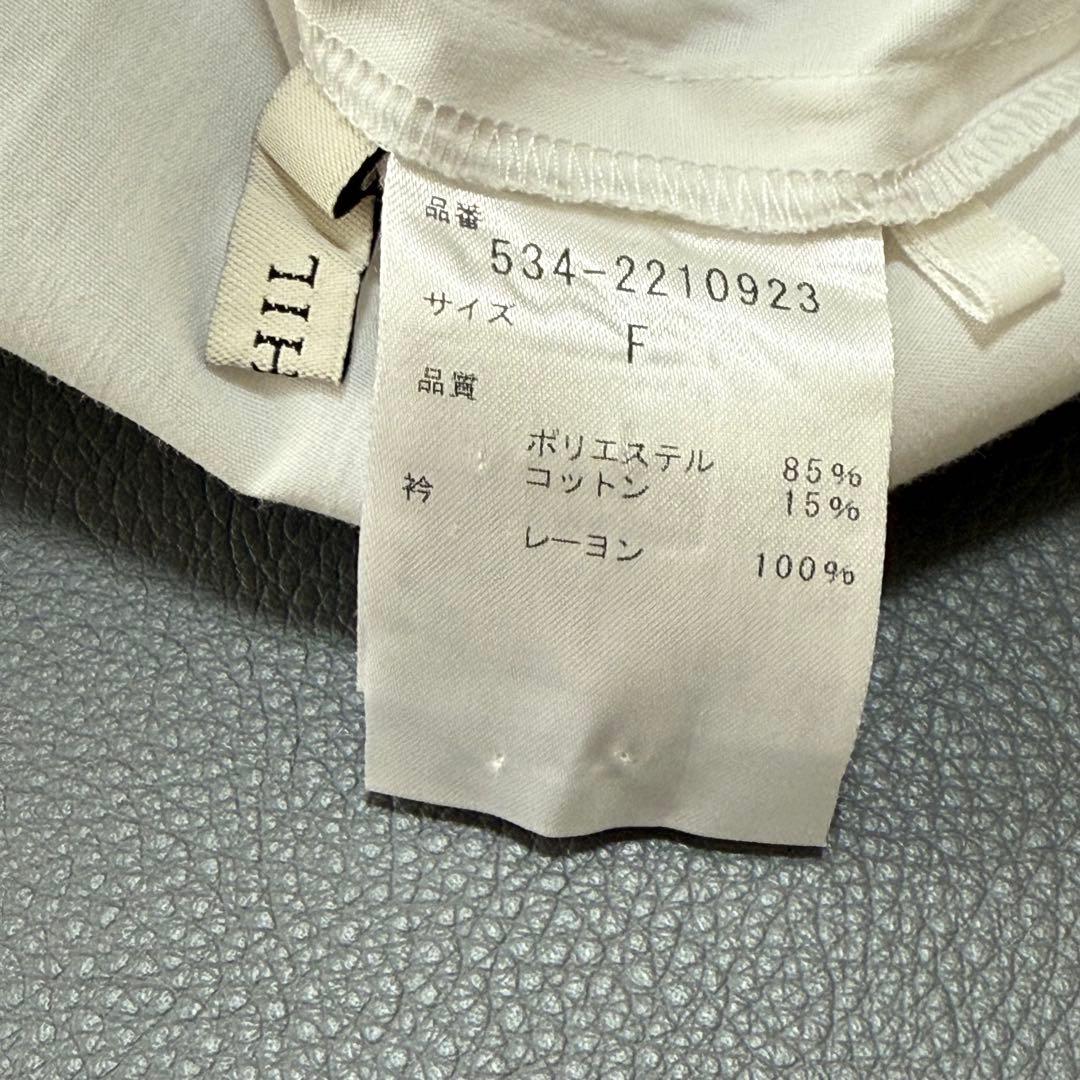 HIL
品番
534-2210923
サイズ F
品質
ポリエステル 85%
コットン 15%
衿
レーヨン 100%